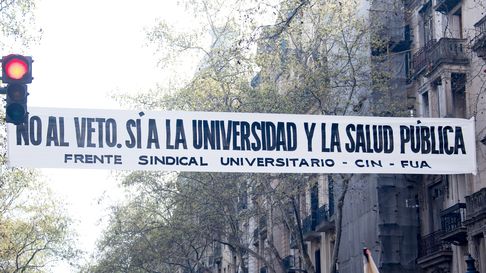 NO AL VETO. SÍ A LA UNIVERSIDAD Y LA SALUD PÚBLICA
FRENTE SINDICAL UNIVERSITARIO - CIN - FUA